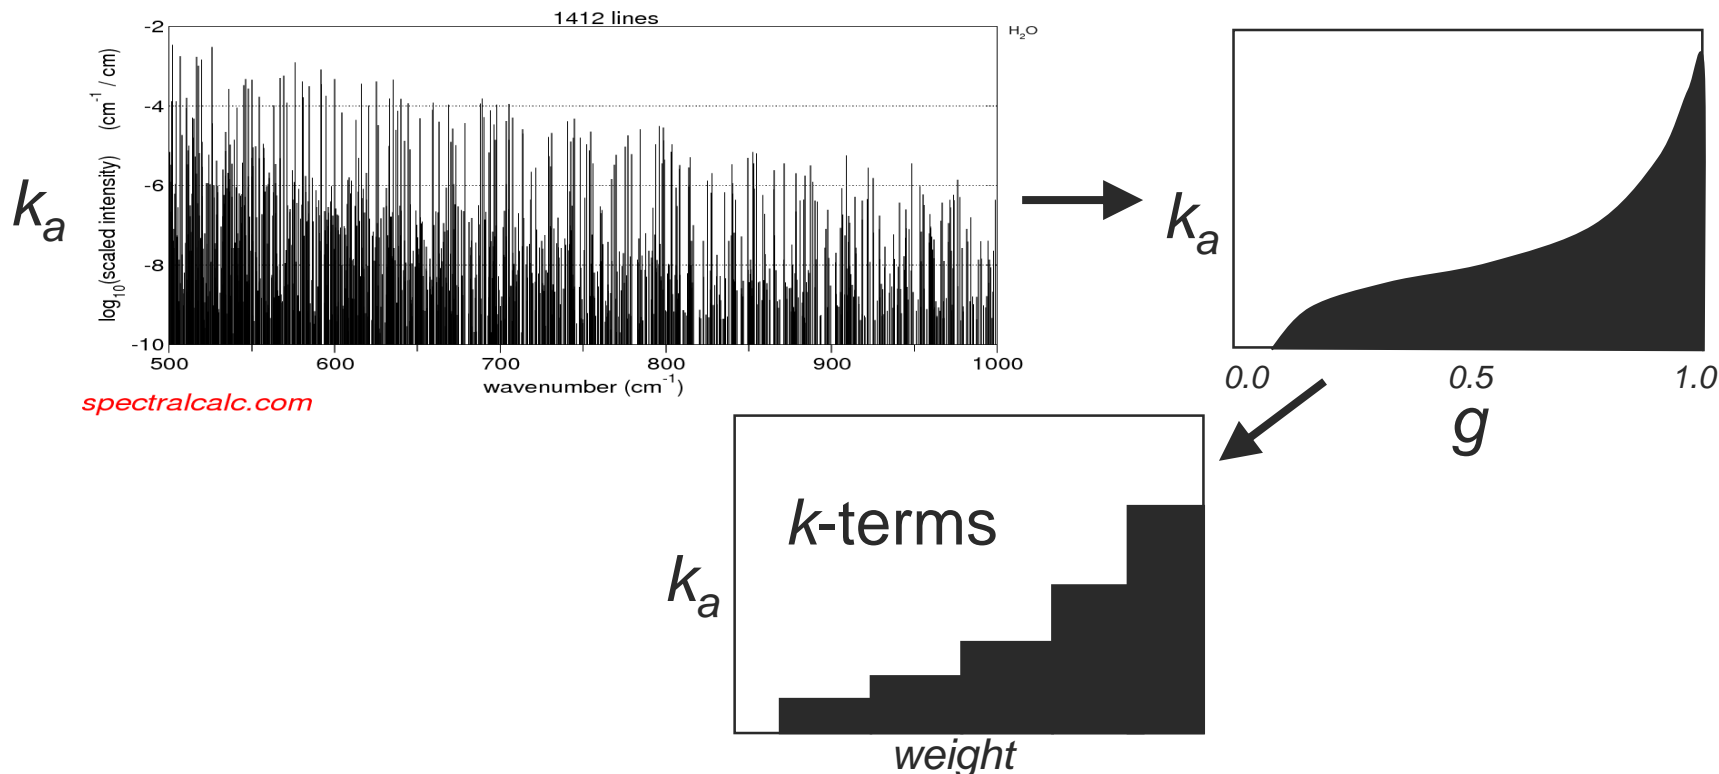 1412 lines
H2O
-2
-4
-6
-8
-10
log10(scaled intensity) (cm-1 / cm)
ka
500
600
700
800
900
1000
wavenumber (cm-1)
spectralcalc.com
ka
0.0
0.5
1.0
g
k-terms
ka
weight